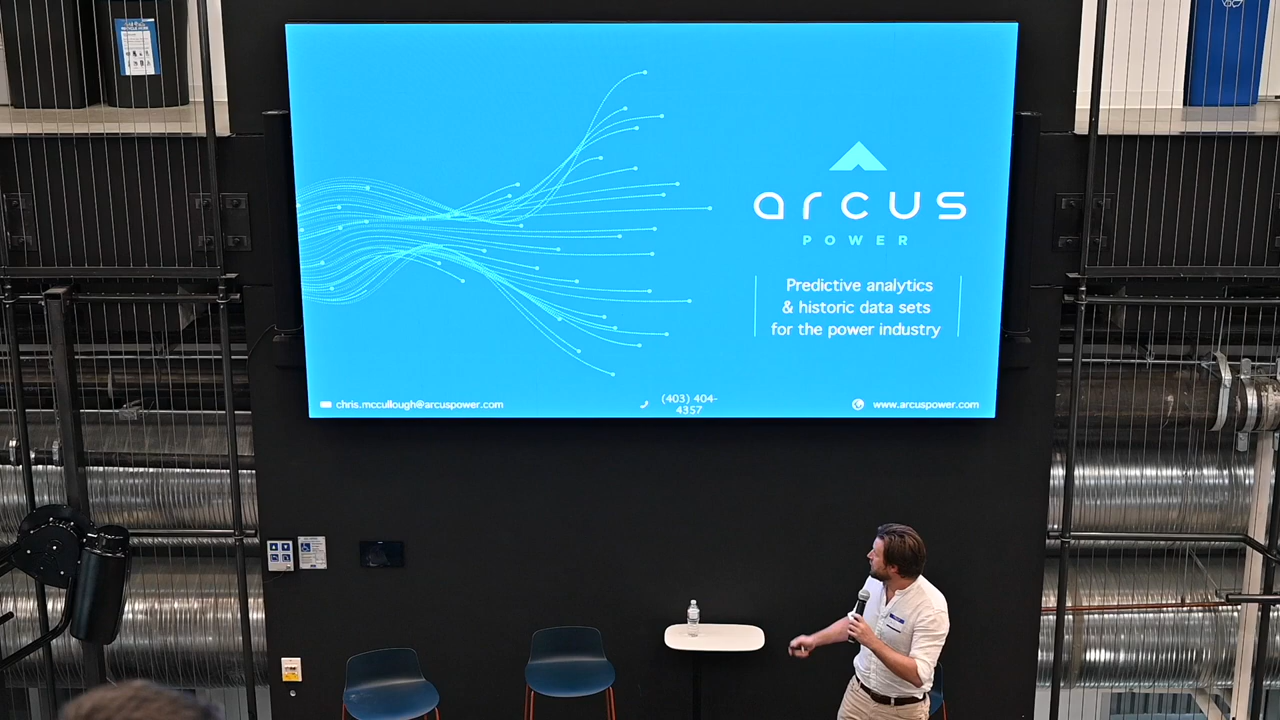 arcus
POWER
Predictive analytics
& historic data sets
for the power industry
chris.mccullough@arcuspower.com
(403) 404-
4357
www.arcuspower.com